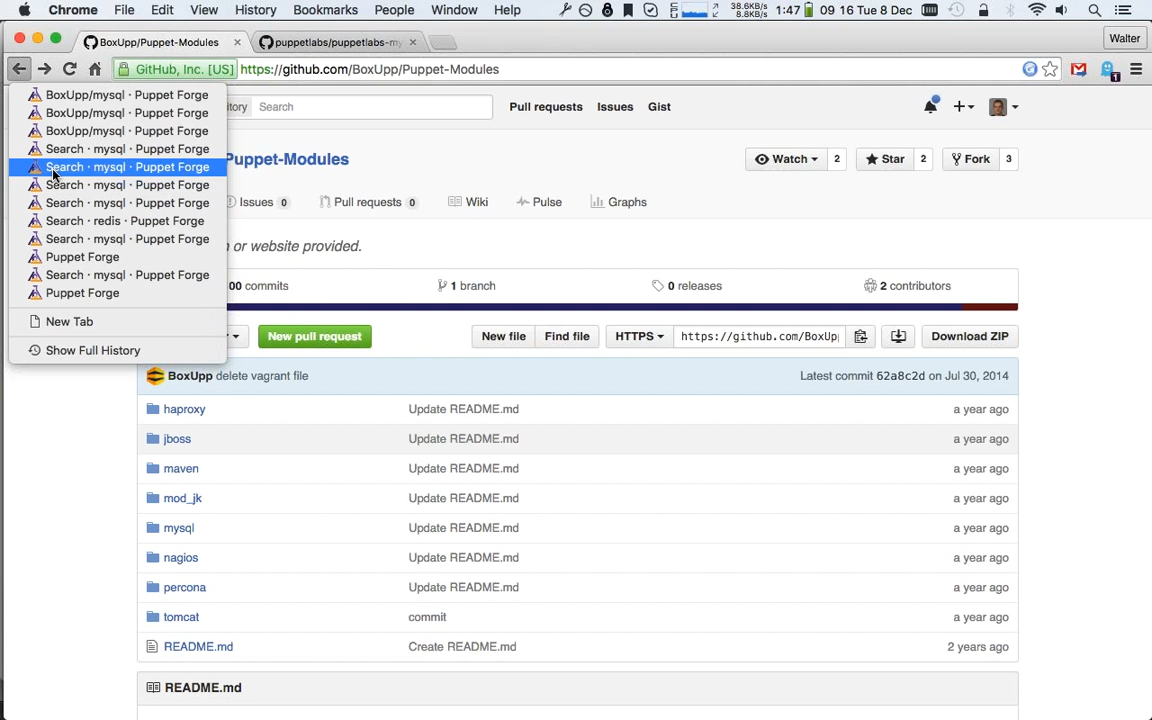 Chrome File Edit View History Bookmarks People Window Help 38.6KB/s 8.8KB/s 1:47 09 16 Tue 8 Dec
BoxUpp/Puppet-Modules puppetlabs/puppetlabs-my Walter
GitHub, Inc. [US] https://github.com/BoxUpp/Puppet-Modules
BoxUpp/mysql · Puppet Forge
BoxUpp/mysql · Puppet Forge
BoxUpp/mysql · Puppet Forge
Search · mysql · Puppet Forge
Search · mysql · Puppet Forge
Search · mysql · Puppet Forge
Search · mysql · Puppet Forge
Search · redis · Puppet Forge
Search · mysql · Puppet Forge
Puppet Forge
Search · mysql · Puppet Forge
Puppet Forge
New Tab
Show Full History
itory Search Pull requests Issues Gist
Puppet-Modules Watch 2 Star 2 Fork 3
Issues 0 Pull requests 0 Wiki Pulse Graphs
or website provided.
00 commits 1 branch 0 releases 2 contributors
New pull request New file Find file HTTPS https://github.com/BoxUp Download ZIP
BoxUpp delete vagrant file Latest commit 62a8c2d on Jul 30, 2014
haproxy Update README.md a year ago
jboss Update README.md a year ago
maven Update README.md a year ago
mod_jk Update README.md a year ago
mysql Update README.md a year ago
nagios Update README.md a year ago
percona Update README.md a year ago
tomcat commit a year ago
README.md Create README.md 2 years ago
README.md